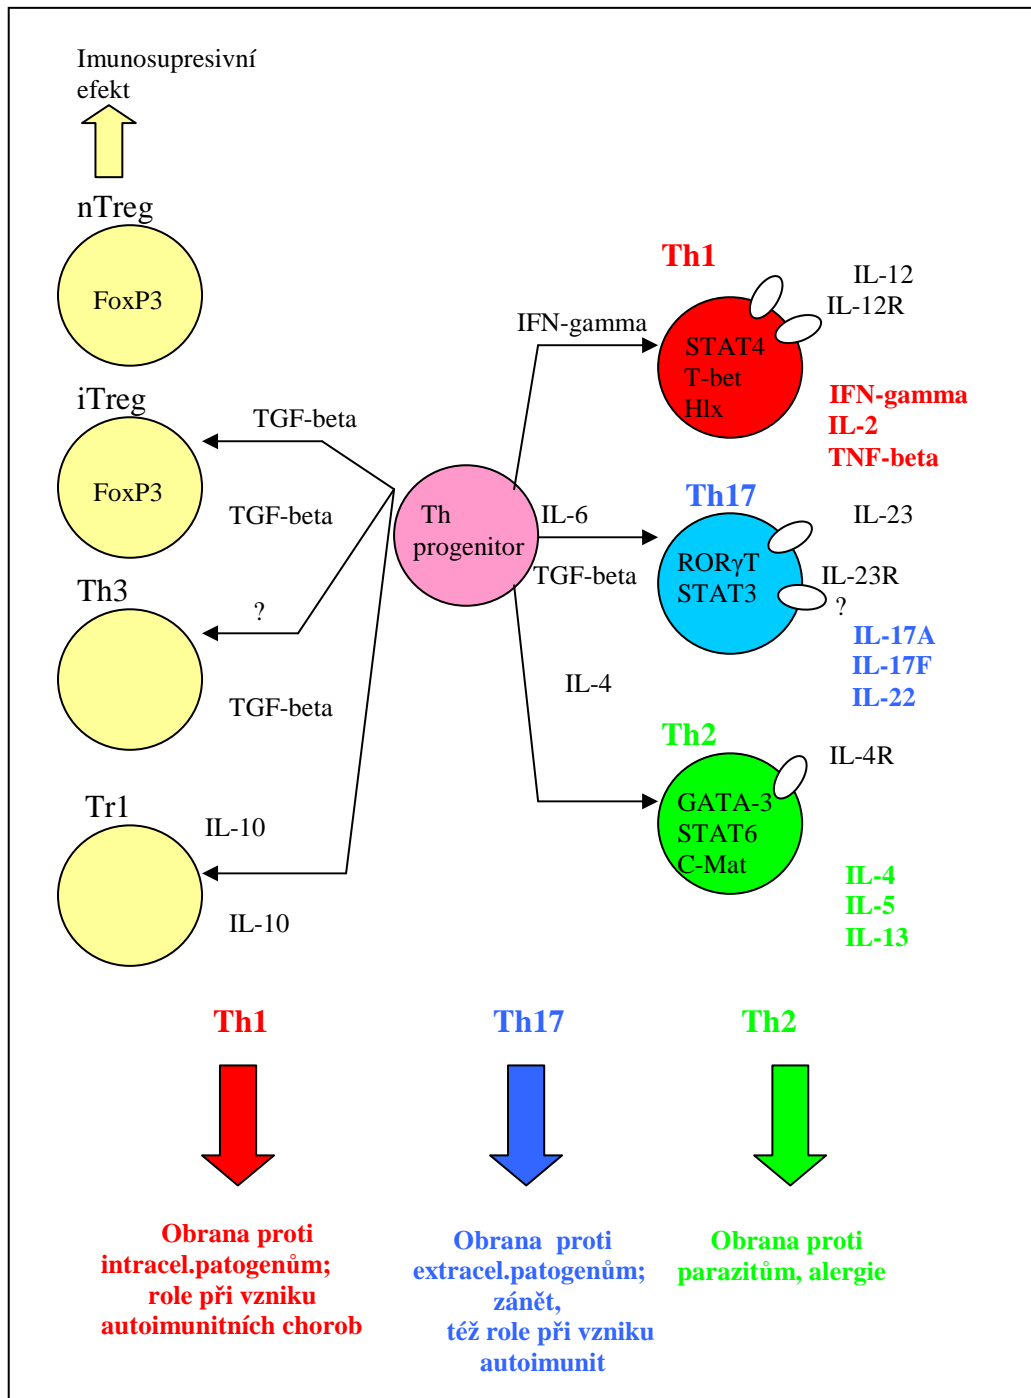 Imunosupresivní
efekt
nTreg
FoxP3
iTreg
FoxP3
TGF-beta
TGF-beta
Th3
?
TGF-beta
Tr1
IL-10
IL-10
Th
progenitor
IFN-gamma
IL-6
TGF-beta
IL-4
Th1
IL-12
IL-12R
STAT4
T-bet
Hlx
IFN-gamma
IL-2
TNF-beta
Th17
IL-23
IL-23R
?
RORγT
STAT3
IL-17A
IL-17F
IL-22
Th2
IL-4R
GATA-3
STAT6
C-Mat
IL-4
IL-5
IL-13
Th1
Th17
Th2
Obrana proti
intracel.patogenům;
role při vzniku
autoimunitních chorob
Obrana proti
extracel.patogenům;
zánět,
též role při vzniku
autoimunit
Obrana proti
parazitům, alergie